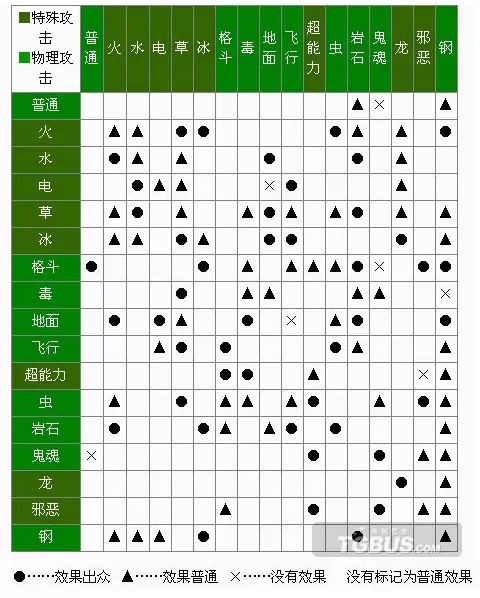 特殊攻击
物理攻击
普通 火 水 电 草 冰 格斗 毒 地面 飞行 超能力 虫 岩石 鬼魂 龙 邪恶 钢
普通
火
水
电
草
冰
格斗
毒
地面
飞行
超能力
虫
岩石
鬼魂
龙
邪恶
钢
TGBUS.com
●······效果出众 ▲······效果普通 ×······没有效果 没有标记为普通效果